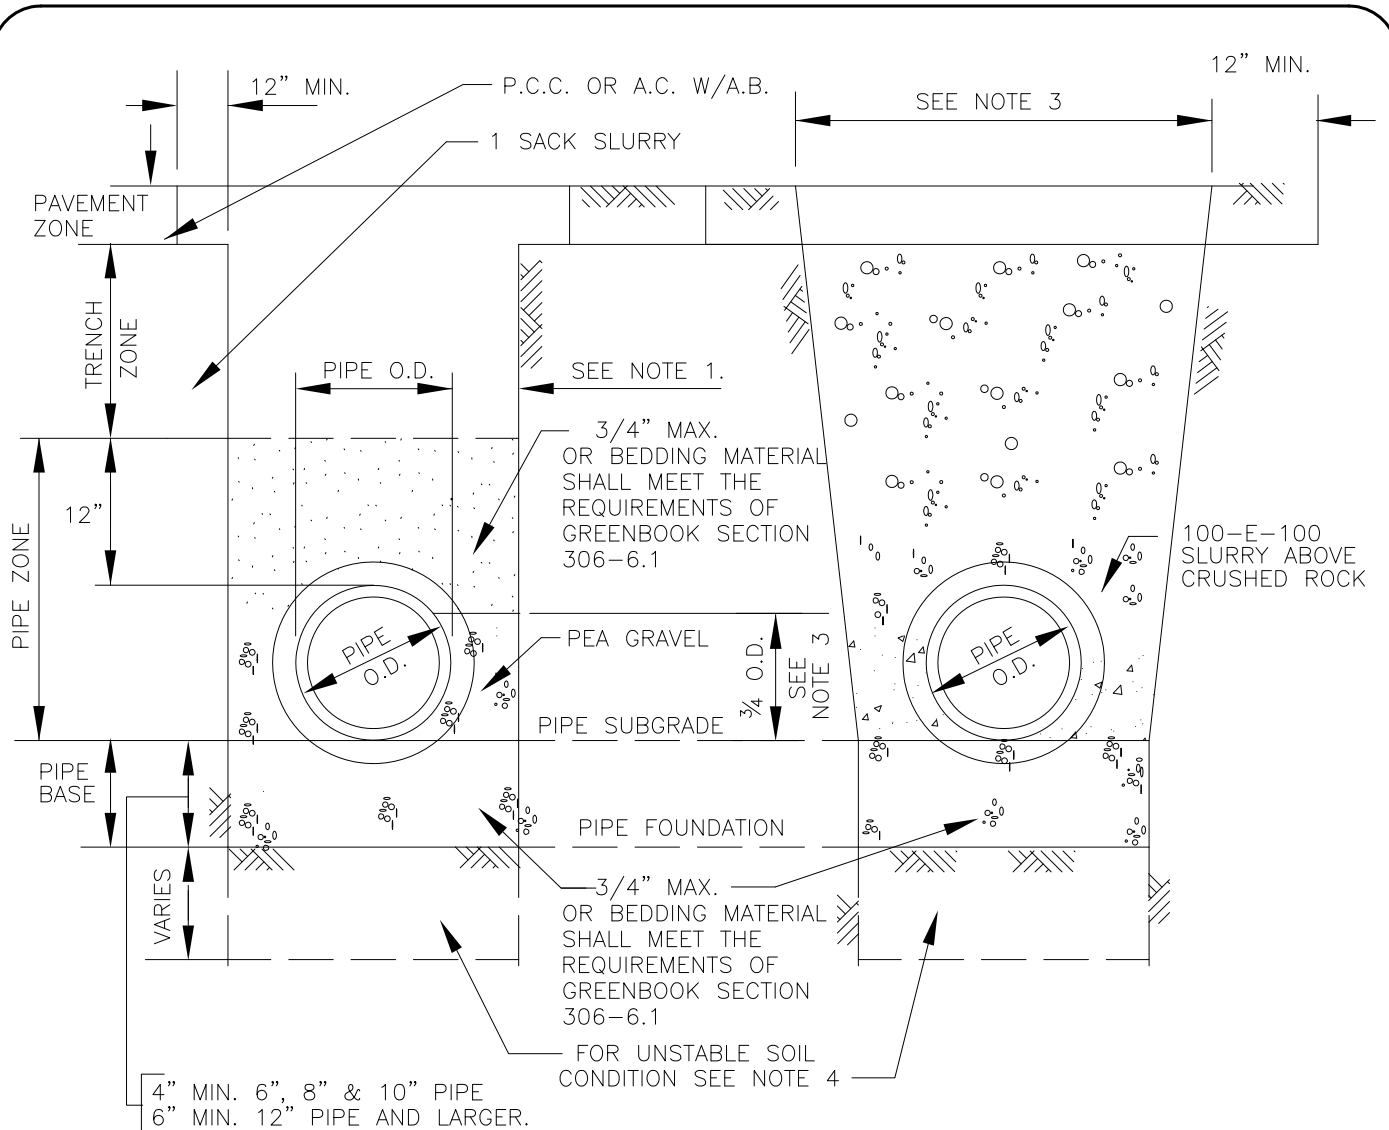 12” MIN.
P.C.C. OR A.C. W/A.B.
1 SACK SLURRY
SEE NOTE 3
12” MIN.
PAVEMENT
ZONE
TRENCH
ZONE
PIPE O.D.
SEE NOTE 1.
3/4” MAX.
OR BEDDING MATERIAL
SHALL MEET THE
REQUIREMENTS OF
GREENBOOK SECTION
306-6.1
12”
PIPE ZONE
100-E-100
SLURRY ABOVE
CRUSHED ROCK
PIPE
O.D.
PEA GRAVEL
3/4 O.D.
SEE
NOTE 3
PIPE
O.D.
PIPE SUBGRADE
PIPE
BASE
PIPE FOUNDATION
VARIES
3/4” MAX.
OR BEDDING MATERIAL
SHALL MEET THE
REQUIREMENTS OF
GREENBOOK SECTION
306-6.1
FOR UNSTABLE SOIL
CONDITION SEE NOTE 4
4” MIN. 6”, 8” & 10” PIPE
6” MIN. 12” PIPE AND LARGER.